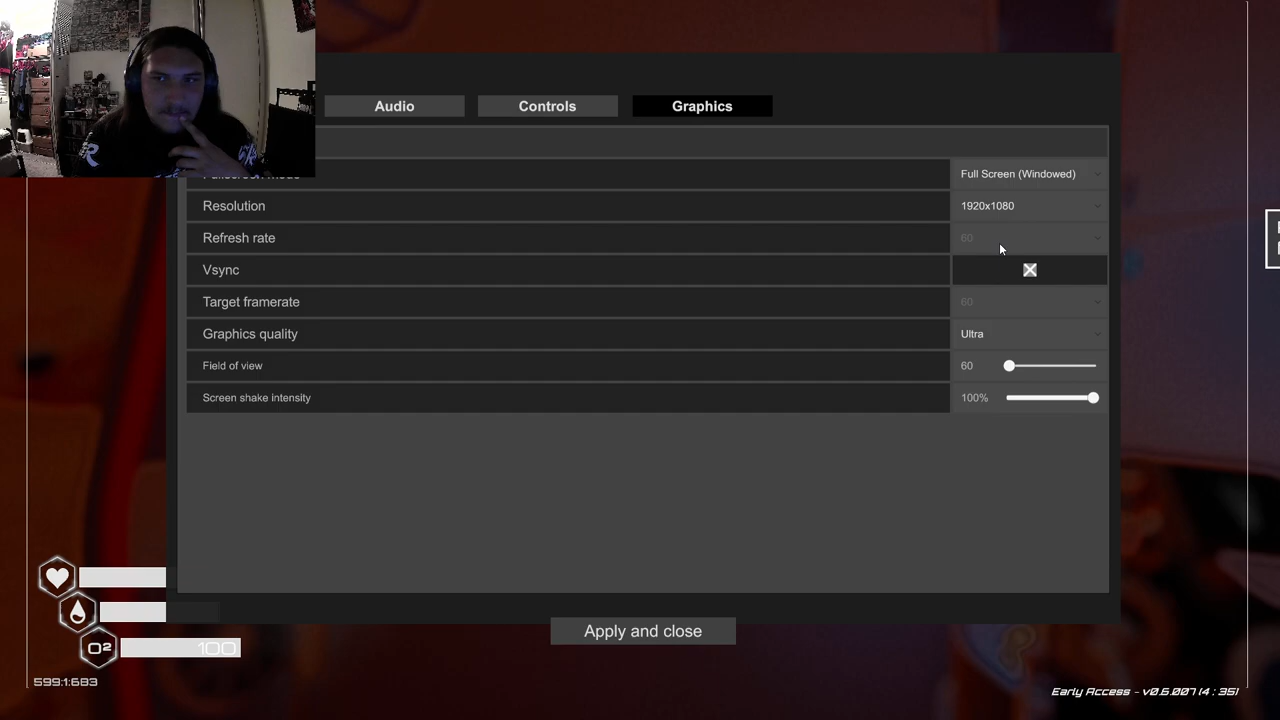 Audio
Controls
Graphics
Full Screen (Windowed)
Resolution
1920x1080
Refresh rate
60
Vsync
Target framerate
60
Graphics quality
Ultra
Field of view
60
Screen shake intensity
100%
Apply and close
O²
100
599:1:683
Early Access - v0.5.007 (4 : 35)